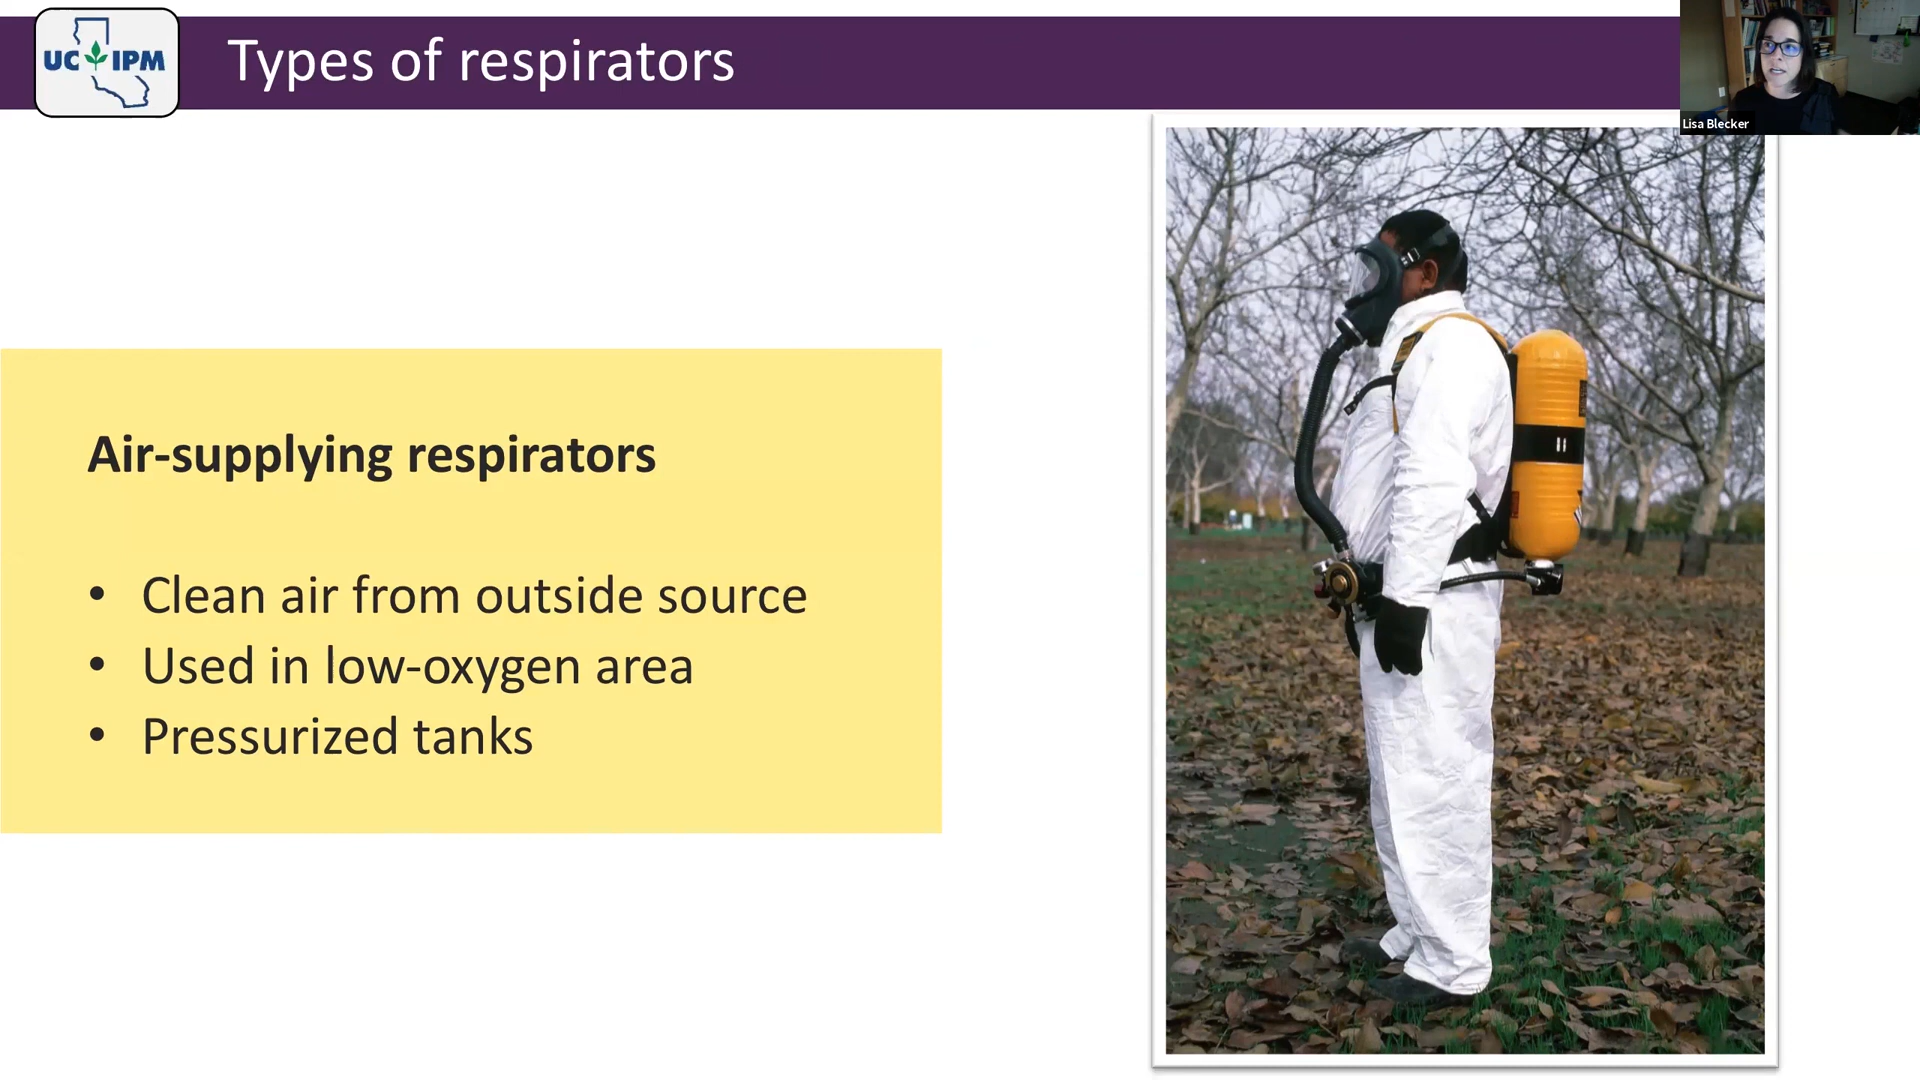 UC IPM
Types of respirators
Lisa Blecker
Air-supplying respirators
• Clean air from outside source
• Used in low-oxygen area
• Pressurized tanks